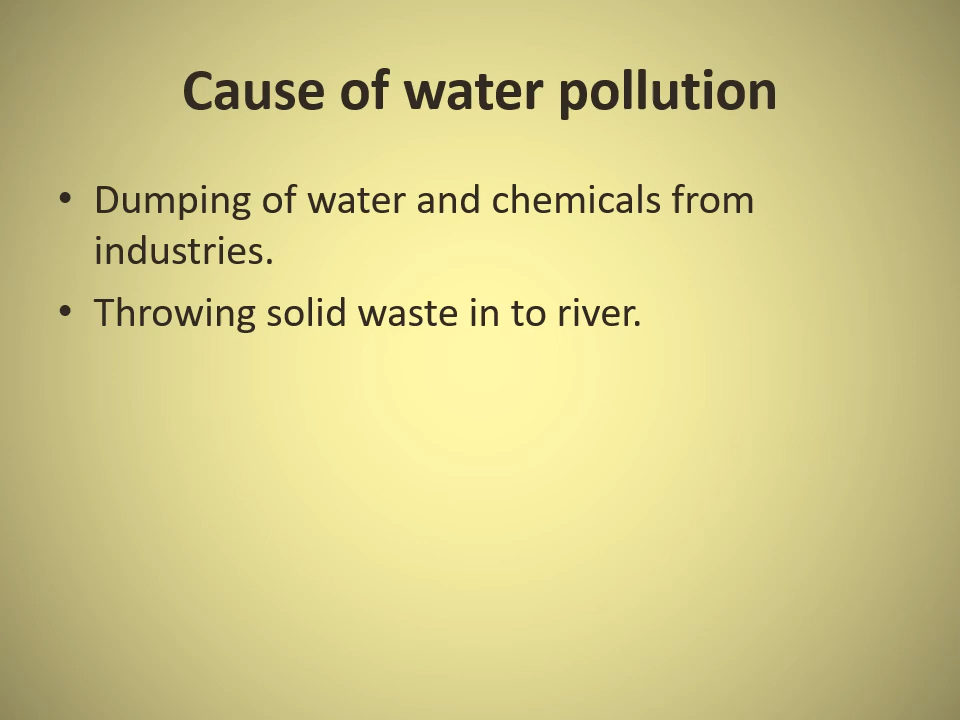 Cause of water pollution
• Dumping of water and chemicals from
industries.
• Throwing solid waste in to river.